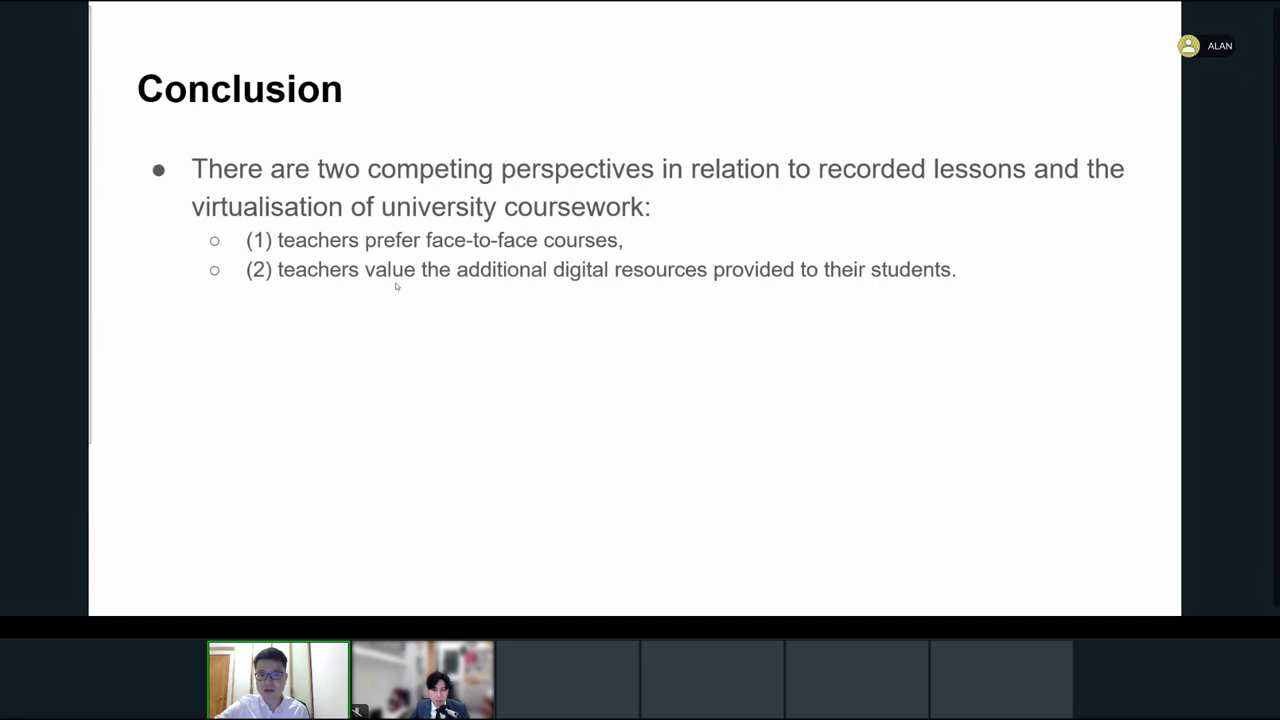 ALAN
Conclusion
● There are two competing perspectives in relation to recorded lessons and the
virtualisation of university coursework:
○ (1) teachers prefer face-to-face courses,
○ (2) teachers value the additional digital resources provided to their students.